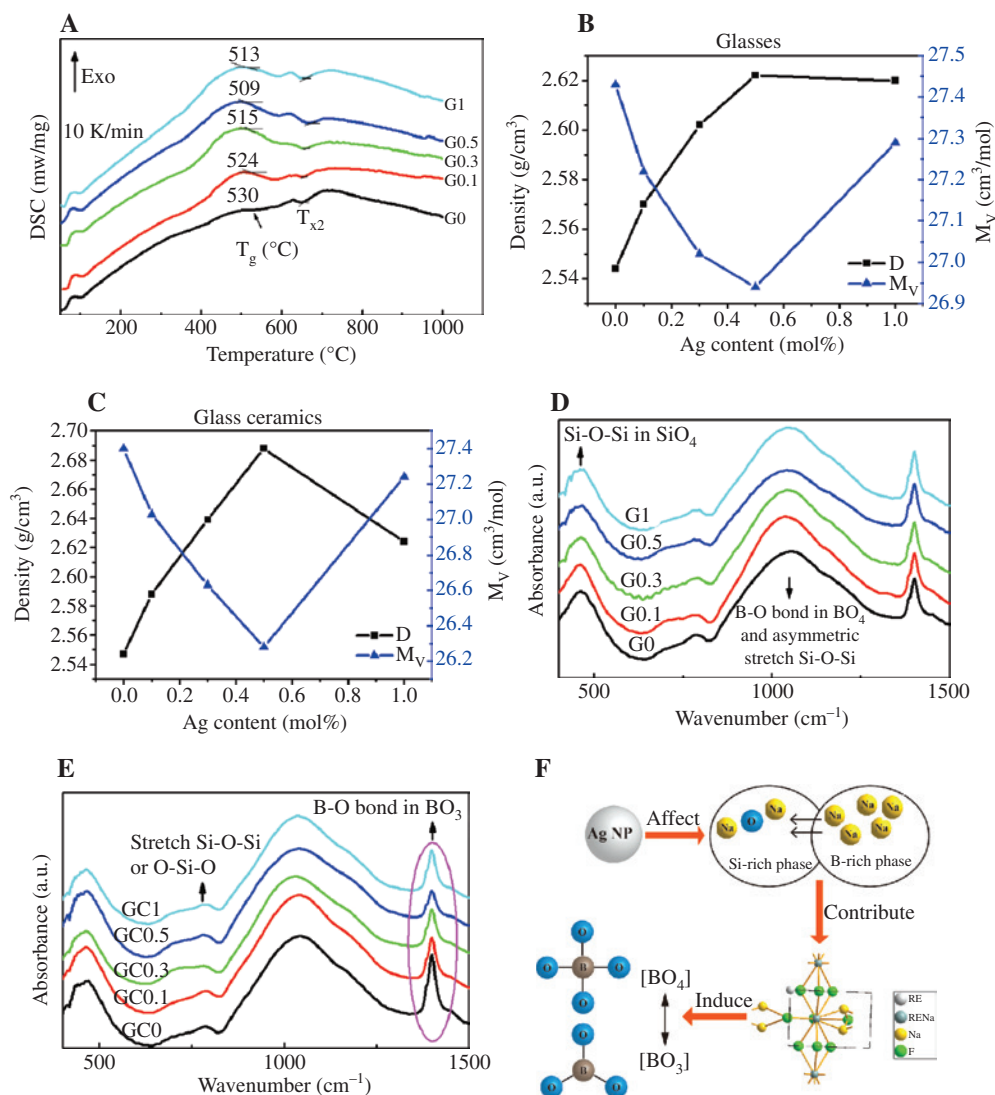 A
Exo
10 K/min
513
509
515
524
530
G1
G0.5
G0.3
G0.1
G0
Tx2
Tg (°C)
DSC (mw/mg)
200
400
600
800
1000
Temperature (°C)
B
Glasses
2.62
2.60
2.58
2.56
2.54
Density (g/cm³)
27.5
27.4
27.3
27.2
27.1
27.0
26.9
MV (cm³/mol)
D
MV
0.0
0.2
0.4
0.6
0.8
1.0
Ag content (mol%)
C
Glass ceramics
2.70
2.68
2.66
2.64
2.62
2.60
2.58
2.56
2.54
Density (g/cm³)
27.4
27.2
27.0
26.8
26.6
26.4
26.2
MV (cm³/mol)
D
MV
0.0
0.2
0.4
0.6
0.8
1.0
Ag content (mol%)
D
Si-O-Si in SiO4
G1
G0.5
G0.3
G0.1
G0
B-O bond in BO4
and asymmetric
stretch Si-O-Si
Absorbance (a.u.)
500
1000
1500
Wavenumber (cm⁻¹)
E
B-O bond in BO3
Stretch Si-O-Si
or O-Si-O
GC1
GC0.5
GC0.3
GC0.1
GC0
Absorbance (a.u.)
500
1000
1500
Wavenumber (cm⁻¹)
F
Ag NP
Affect
Na
O
Na
Si-rich phase
Na
Na
Na
Na
Na
B-rich phase
Contribute
O
O
B
O
O
[BO4]
Induce
[BO3]
O
B
O
O
RE
RENa
Na
F